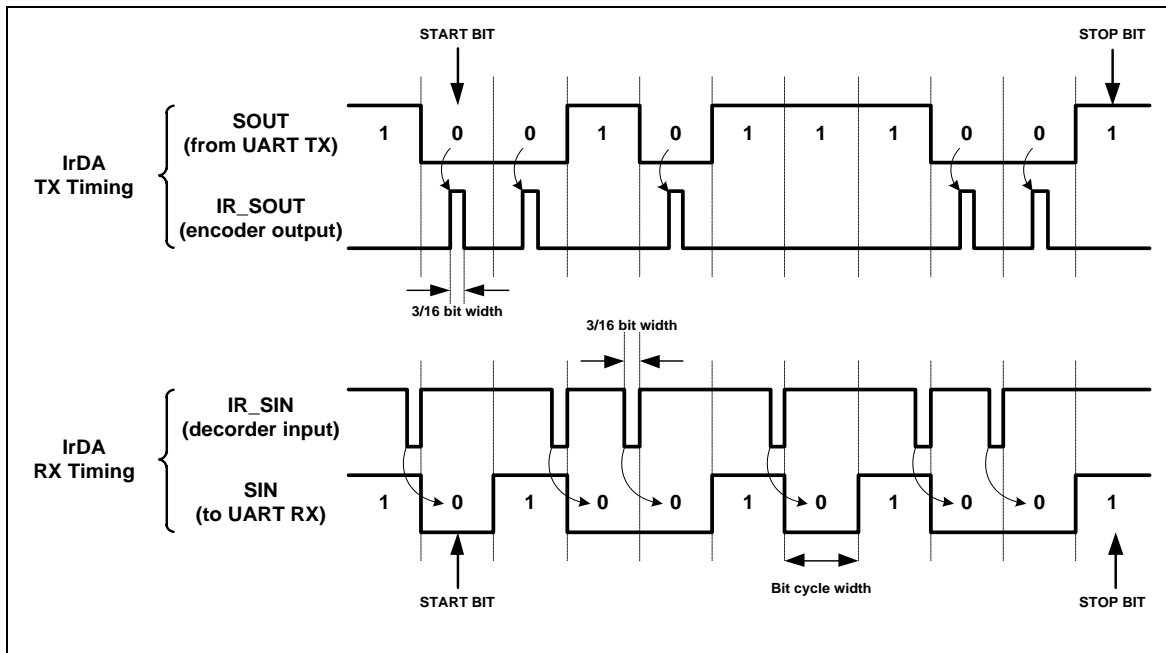 START BIT
STOP BIT
SOUT
(from UART TX)
1 0 0 1 0 1 1 1 0 0 1
IrDA
TX Timing
IR_SOUT
(encoder output)
3/16 bit width
3/16 bit width
IR_SIN
(decorder input)
IrDA
RX Timing
SIN
(to UART RX)
1 0 1 0 0 1 0 1 0 0 1
Bit cycle width
START BIT
STOP BIT